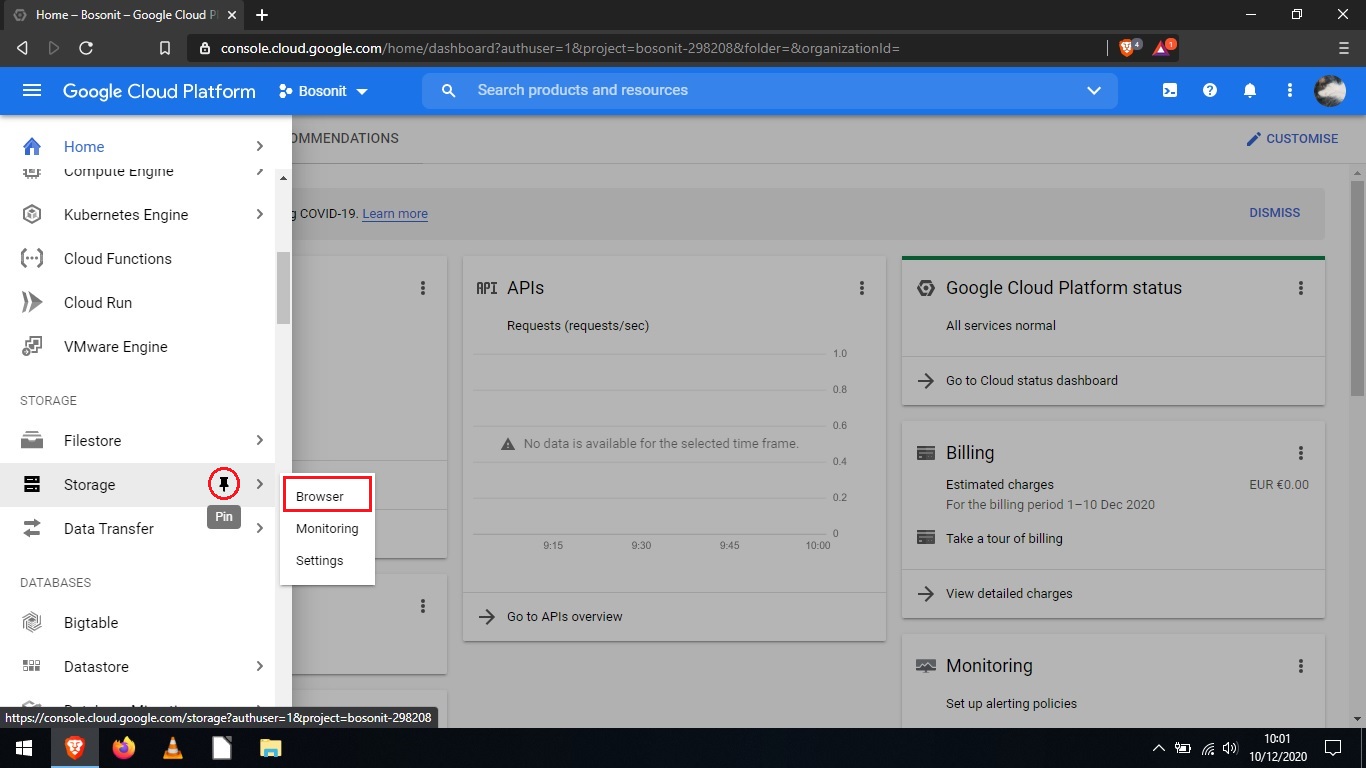 Home – Bosonit – Google Cloud P
console.cloud.google.com/home/dashboard?authuser=1&project=bosonit-298208&folder=&organizationId=
4
1
Google Cloud Platform
Bosonit
Search products and resources
Home
OMMENDATIONS
CUSTOMISE
Compute Engine
Kubernetes Engine
Cloud Functions
Cloud Run
VMware Engine
STORAGE
Filestore
Storage
Pin
Data Transfer
DATABASES
Bigtable
Datastore
Browser
Monitoring
Settings
g COVID-19. Learn more
DISMISS
API APIs
Requests (requests/sec)
1.0
0.8
0.6
No data is available for the selected time frame.
0.4
0.2
0
9:15 9:30 9:45 10:00
Go to APIs overview
Google Cloud Platform status
All services normal
Go to Cloud status dashboard
Billing
Estimated charges EUR €0.00
For the billing period 1–10 Dec 2020
Take a tour of billing
View detailed charges
Monitoring
Set up alerting policies
https://console.cloud.google.com/storage?authuser=1&project=bosonit-298208
10:01
10/12/2020